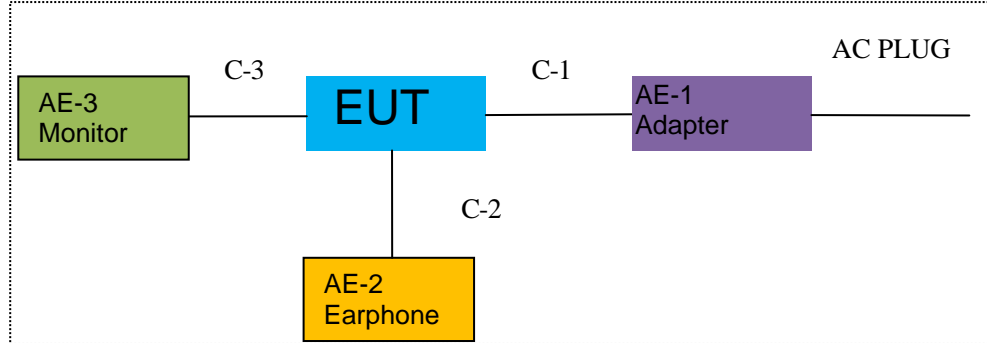 AC PLUG
C-3
C-1
AE-3
Monitor
EUT
AE-1
Adapter
C-2
AE-2
Earphone